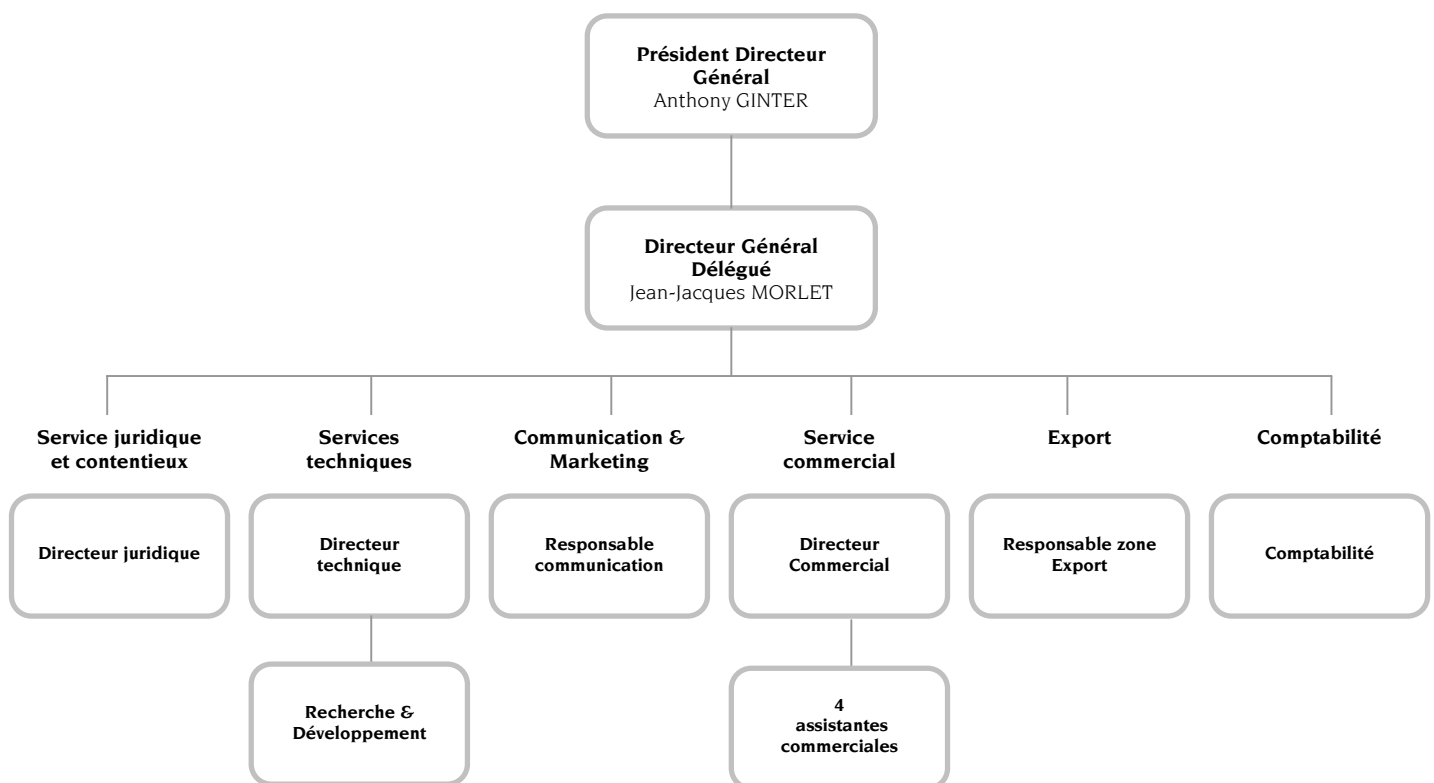 Président Directeur
Général
Anthony GINTER
Directeur Général
Délégué
Jean-Jacques MORLET
Service juridique
et contentieux
Services
techniques
Communication &
Marketing
Service
commercial
Export
Comptabilité
Directeur juridique
Directeur
technique
Responsable
communication
Directeur
Commercial
Responsable zone
Export
Comptabilité
Recherche &
Développement
4
assistantes
commerciales